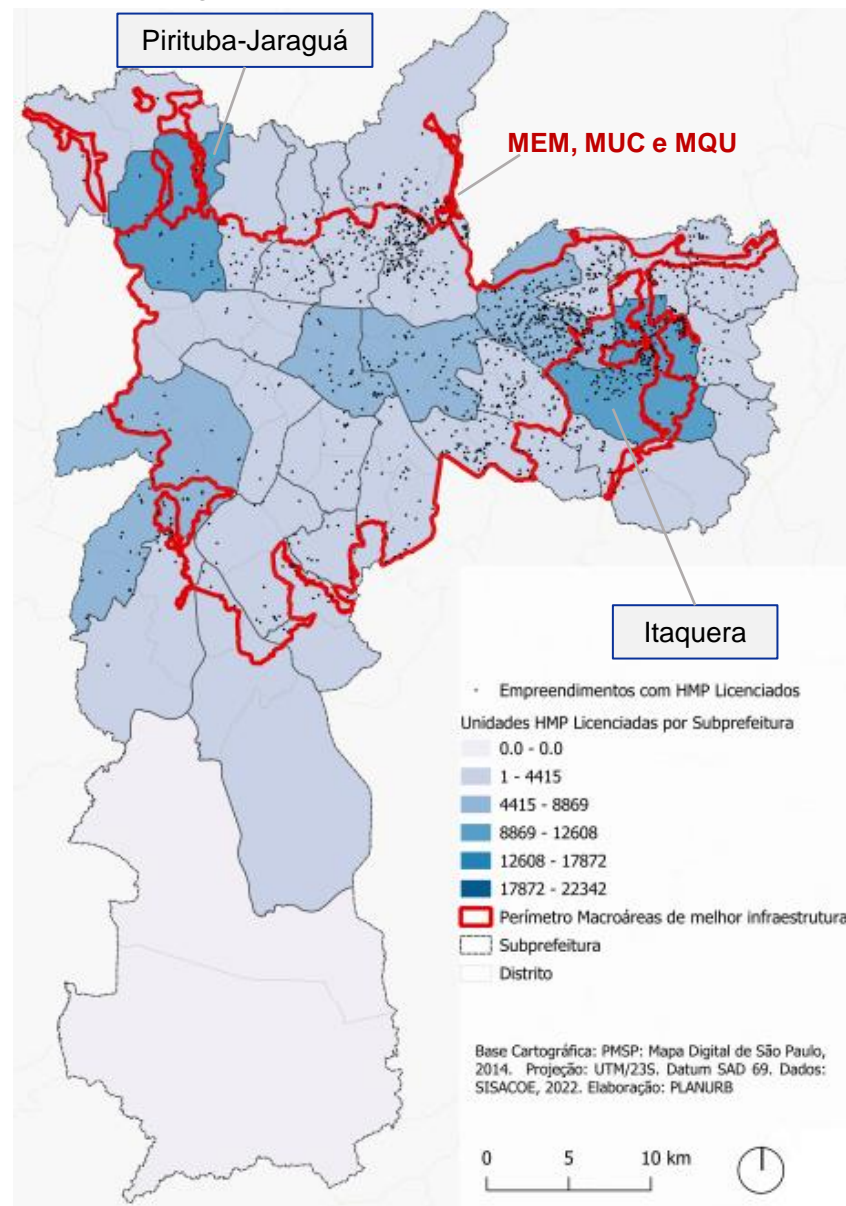 Pirituba-Jaraguá
MEM, MUC e MQU
Itaquera
Empreendimentos com HMP Licenciados
Unidades HMP Licenciadas por Subprefeitura
0.0 - 0.0
1 - 4415
4415 - 8869
8869 - 12608
12608 - 17872
17872 - 22342
Perímetro Macroáreas de melhor infraestrutura
Subprefeitura
Distrito
Base Cartográfica: PMSP: Mapa Digital de São Paulo,
2014. Projeção: UTM/23S. Datum SAD 69. Dados:
SISACOE, 2022. Elaboração: PLANURB
0 5 10 km